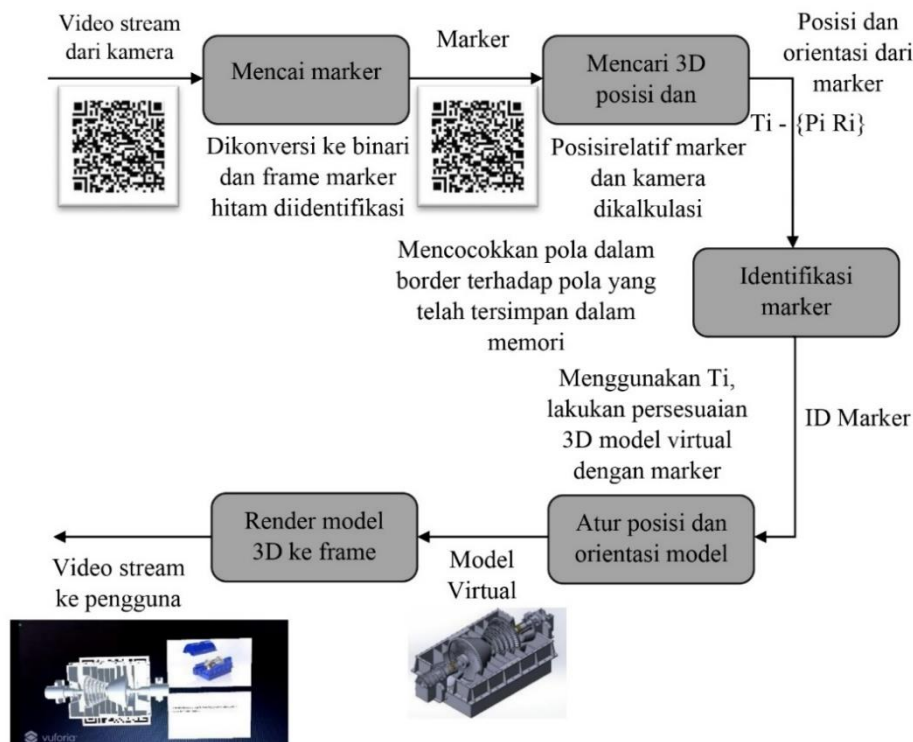 Video stream
dari kamera
Mencai marker
Dikonversi ke binari
dan frame marker
hitam diidentifikasi
Marker
Mencari 3D
posisi dan
Posisirelatif marker
dan kamera
dikalkulasi
Posisi dan
orientasi dari
marker
Ti - {Pi Ri}
Identifikasi
marker
Mencocokkan pola dalam
border terhadap pola yang
telah tersimpan dalam
memori
ID Marker
Menggunakan Ti,
lakukan persesuaian
3D model virtual
dengan marker
Atur posisi dan
orientasi model
Model
Virtual
Render model
3D ke frame
Video stream
ke pengguna
vuforia